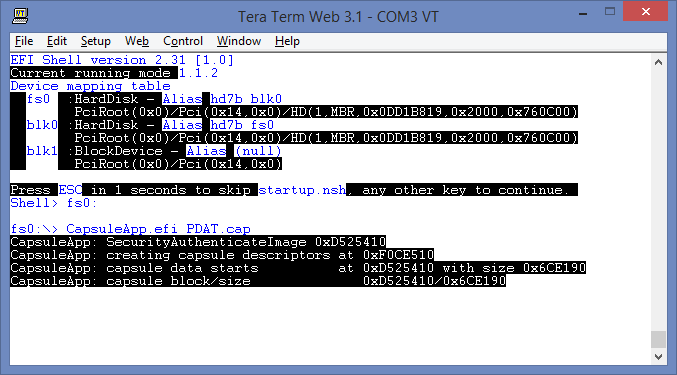 Tera Term Web 3.1 - COM3 VT
File Edit Setup Web Control Window Help
EFI Shell version 2.31 [1.0]
Current running mode 1.1.2
Device mapping table
fs0 :HardDisk - Alias hd7b blk0
PciRoot(0x0)/Pci(0x14,0x0)/HD(1,MBR,0x0DD1B819,0x2000,0x760C00)
blk0 :HardDisk - Alias hd7b fs0
PciRoot(0x0)/Pci(0x14,0x0)/HD(1,MBR,0x0DD1B819,0x2000,0x760C00)
blk1 :BlockDevice - Alias (null)
PciRoot(0x0)/Pci(0x14,0x0)
Press ESC in 1 seconds to skip startup.nsh, any other key to continue.
Shell> fs0:
fs0:\> CapsuleApp.efi PDAT.cap
CapsuleApp: SecurityAuthenticateImage 0xD525410
CapsuleApp: creating capsule descriptors at 0xF0CE510
CapsuleApp: capsule data starts at 0xD525410 with size 0x6CE190
CapsuleApp: capsule block/size 0xD525410/0x6CE190